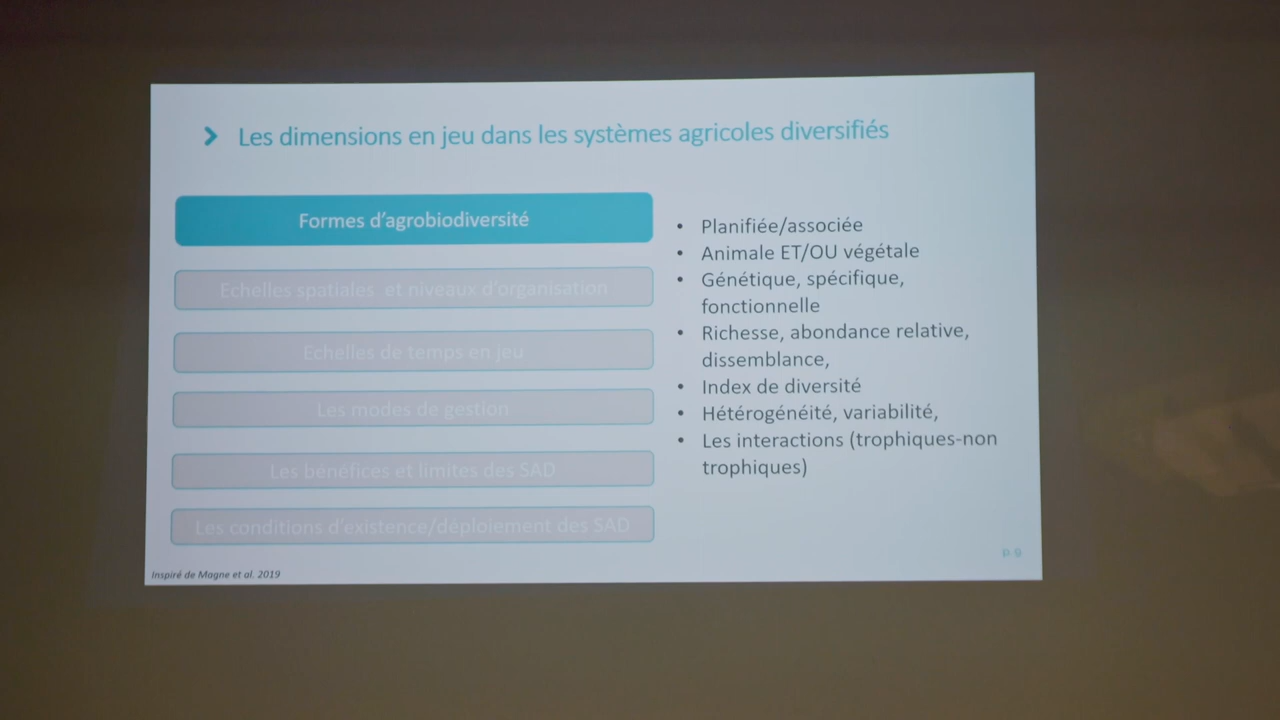 Les dimensions en jeu dans les systèmes agricoles diversifiés
Formes d'agrobiodiversité
Echelles spatiales et niveaux d'organisation
Echelles de temps en jeu
Les modes de gestion
Les bénéfices et limites des SAD
Les conditions d'existence/déploiement des SAD
• Planifiée/associée
• Animale ET/OU végétale
• Génétique, spécifique,
fonctionnelle
• Richesse, abondance relative,
dissemblance,
• Index de diversité
• Hétérogénéité, variabilité,
• Les interactions (trophiques-non
trophiques)
Inspiré de Magne et al. 2019
p 9